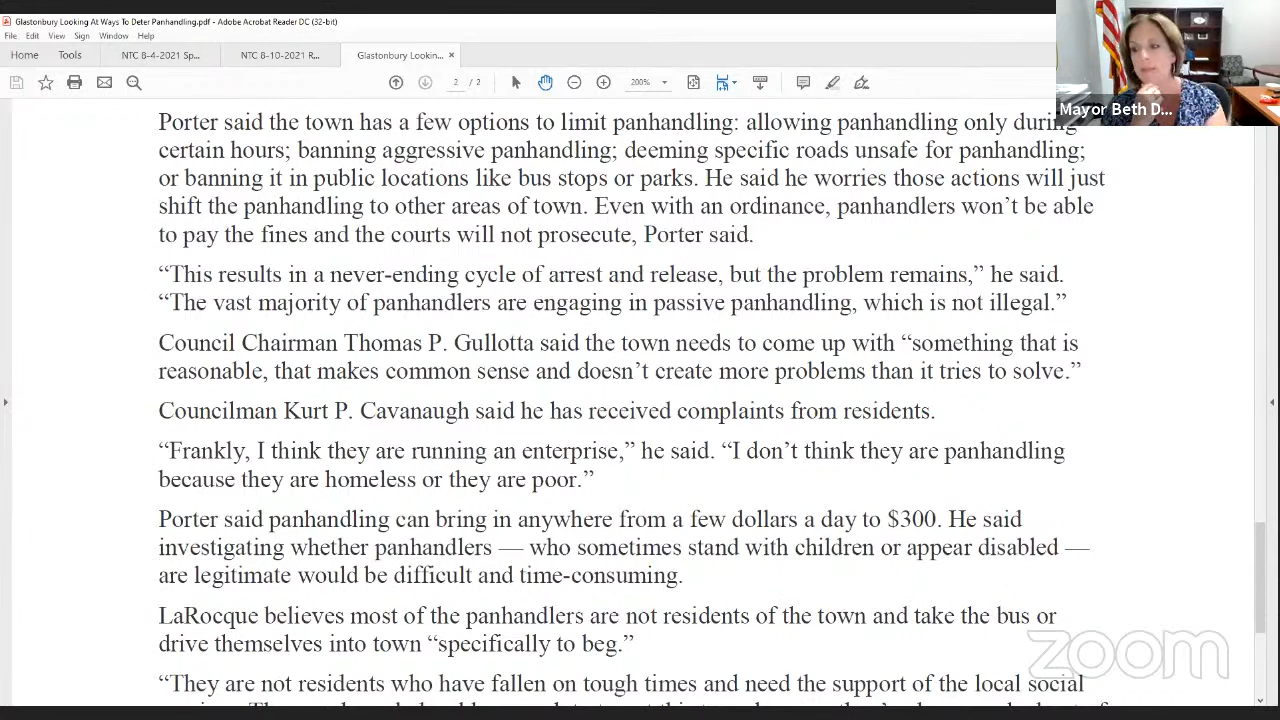 Glastonbury Looking At Ways To Deter Panhandling.pdf - Adobe Acrobat Reader DC (32-bit)
File Edit View Sign Window Help
Home Tools NTC 8-4-2021 Sp... NTC 8-10-2021 R... Glastonbury Lookin... ×
2 / 2 200%
Mayor Beth D...
Porter said the town has a few options to limit panhandling: allowing panhandling only during
certain hours; banning aggressive panhandling; deeming specific roads unsafe for panhandling;
or banning it in public locations like bus stops or parks. He said he worries those actions will just
shift the panhandling to other areas of town. Even with an ordinance, panhandlers won’t be able
to pay the fines and the courts will not prosecute, Porter said.
“This results in a never-ending cycle of arrest and release, but the problem remains,” he said.
“The vast majority of panhandlers are engaging in passive panhandling, which is not illegal.”
Council Chairman Thomas P. Gullotta said the town needs to come up with “something that is
reasonable, that makes common sense and doesn’t create more problems than it tries to solve.”
Councilman Kurt P. Cavanaugh said he has received complaints from residents.
“Frankly, I think they are running an enterprise,” he said. “I don’t think they are panhandling
because they are homeless or they are poor.”
Porter said panhandling can bring in anywhere from a few dollars a day to $300. He said
investigating whether panhandlers — who sometimes stand with children or appear disabled —
are legitimate would be difficult and time-consuming.
LaRocque believes most of the panhandlers are not residents of the town and take the bus or
drive themselves into town “specifically to beg.”
“They are not residents who have fallen on tough times and need the support of the local social
zoom